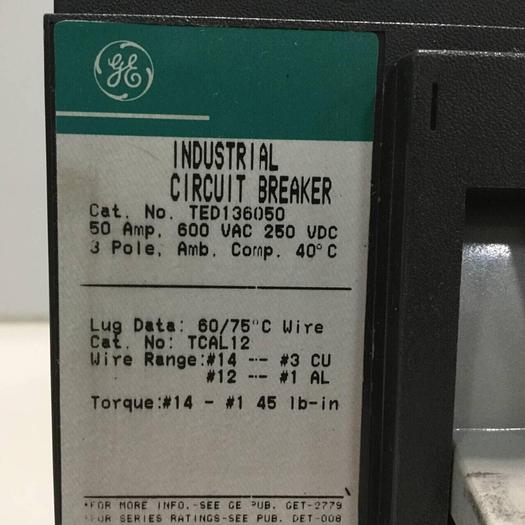 GE
INDUSTRIAL
CIRCUIT BREAKER
Cat. No. TED136050
50 Amp, 600 VAC 250 VDC
3 Pole, Amb. Comp. 40°C
Lug Data: 60/75°C Wire
Cat. No: TCAL12
Wire Range:#14 -- #3 CU
#12 -- #1 AL
Torque:#14 - #1 45 lb-in
*FOR MORE INFO.-SEE GE PUB. GET-2779
*FOR SERIES RATINGS-SEE PUB. DET-008